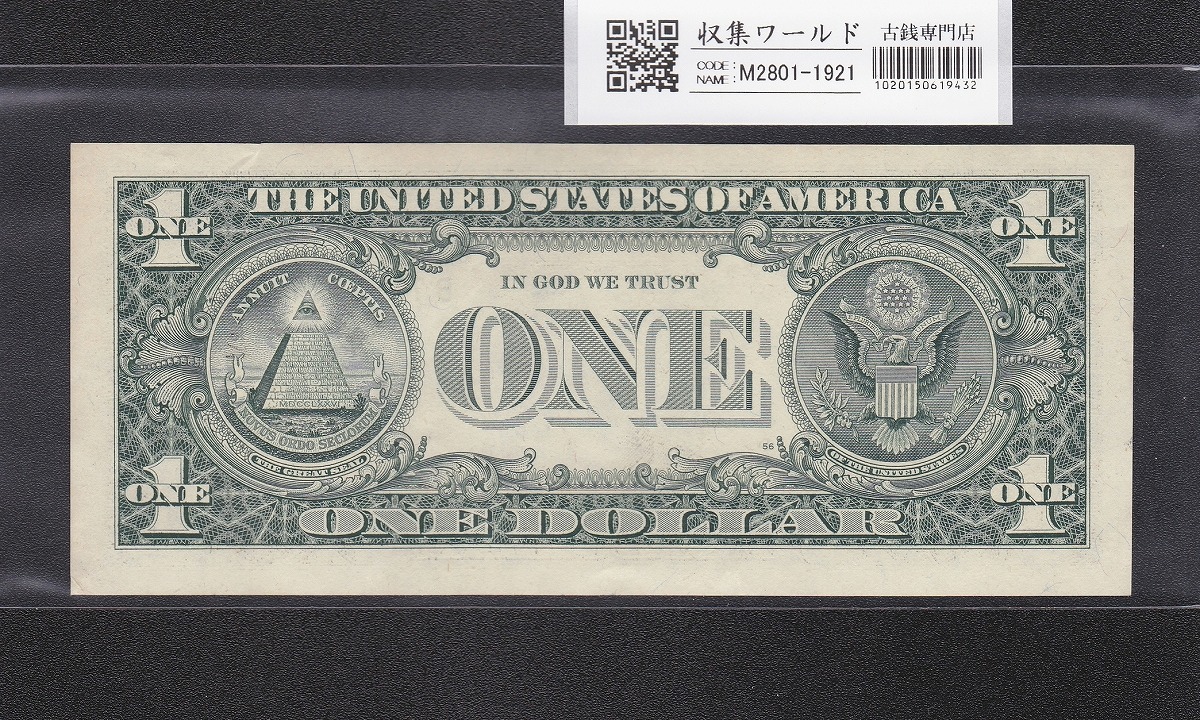 収集ワールド 古銭専門店
CODE:
NAME: M2801-1921
1020150619432
THE UNITED STATES OF AMERICA
1 ONE
1 ONE
ANNUIT CŒPTIS
IN GOD WE TRUST
ONE
MDCCLXXVI
NOVUS ORDO SECLORUM
56
THE GREAT SEAL
OF THE UNITED STATES
1 ONE
1 ONE
ONE DOLLAR